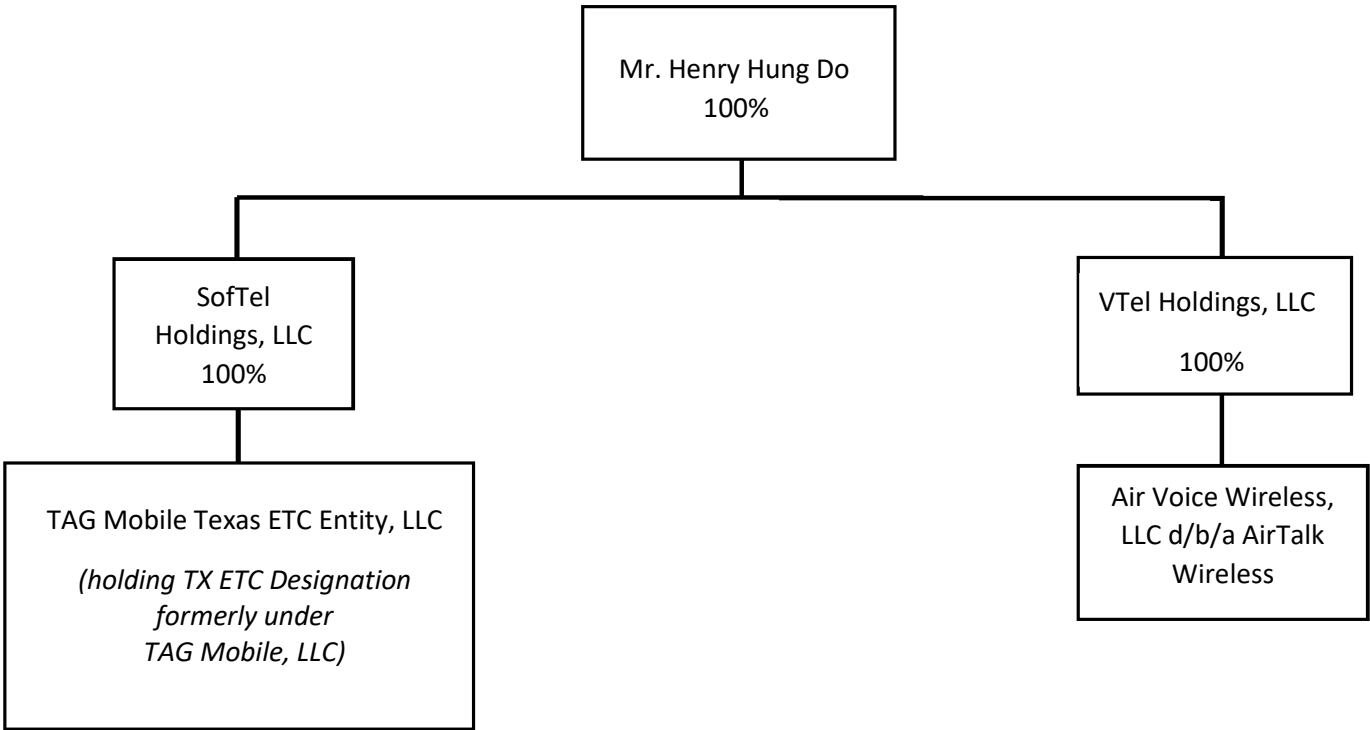 Mr. Henry Hung Do
100%
SofTel
Holdings, LLC
100%
VTel Holdings, LLC
100%
TAG Mobile Texas ETC Entity, LLC
(holding TX ETC Designation
formerly under
TAG Mobile, LLC)
Air Voice Wireless,
LLC d/b/a AirTalk
Wireless